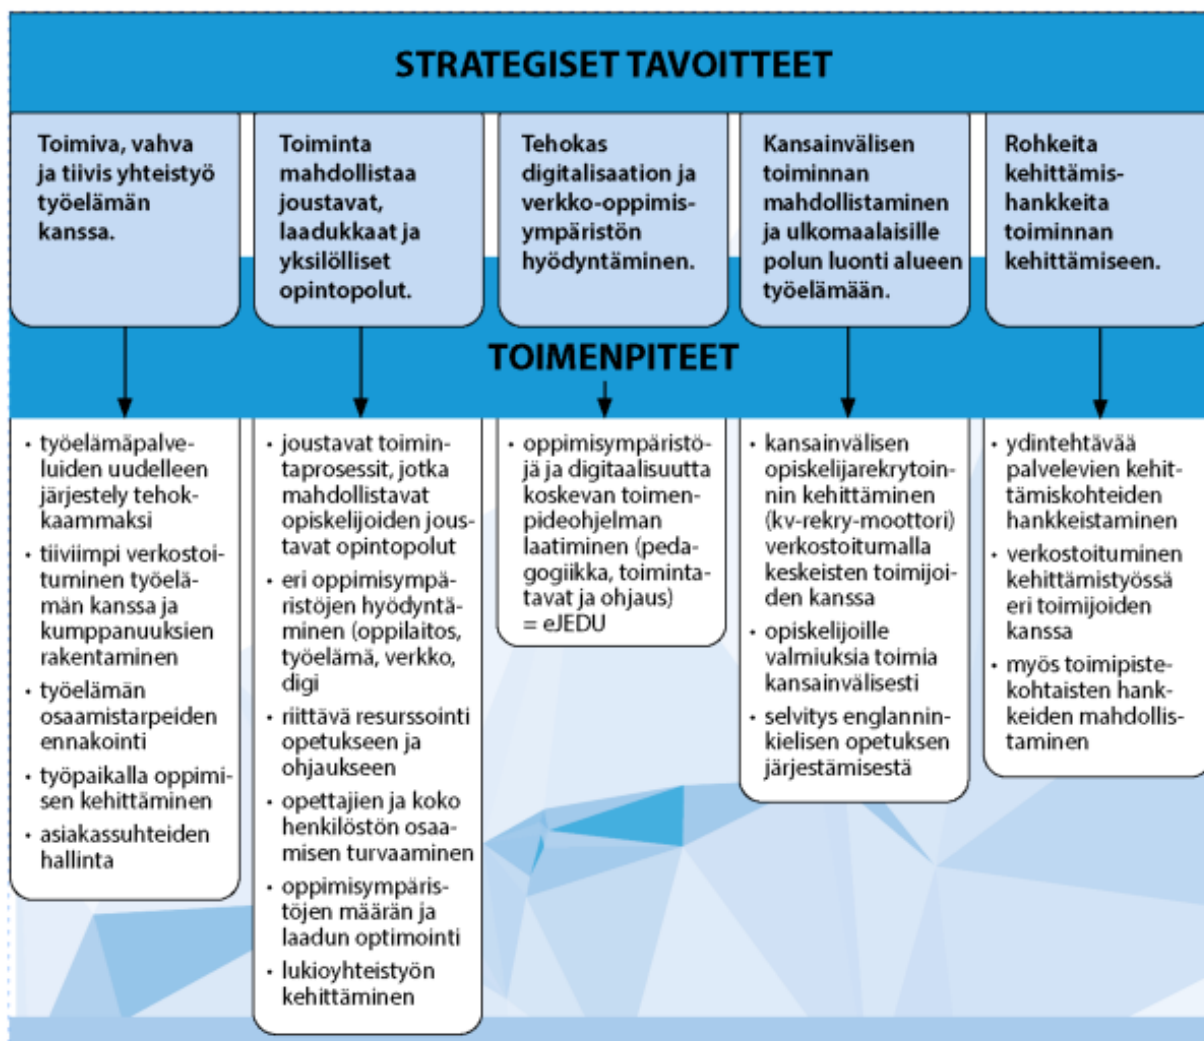 STRATEGISET TAVOITTEET
Toimiva, vahva
ja tiivis yhteistyö
työelämän
kanssa.
Toiminta
mahdollistaa
joustavat,
laadukkaat ja
yksilölliset
opintopolut.
Tehokas
digitalisaation ja
verkko-oppimis-
ympäristön
hyödyntäminen.
Kansainvälisen
toiminnan
mahdollistaminen
ja ulkomaalaisille
polun luonti alueen
työelämään.
Rohkeita
kehittämis-
hankkeita
toiminnan
kehittämiseen.
TOIMENPITEET
• työelämäpalve-
luiden uudelleen
järjestely tehok-
kaammaksi
• tiiviimpi verkostoi-
tuminen työelä-
män kanssa ja
kumppanuuksien
rakentaminen
• työelämän
osaamistarpeiden
ennakointi
• työpaikalla oppimi-
sen kehittäminen
• asiakassuhteiden
hallinta
• joustavat toimin-
taprosessit, jotka
mahdollistavat
opiskelijoiden jous-
tavat opintopolut
• eri oppimisympä-
ristöjen hyödyntä-
minen (oppilaitos,
työelämä, verkko,
digi
• riittävä resurssointi
opetukseen ja
ohjaukseen
• opettajien ja koko
henkilöstön osaa-
misen turvaaminen
• oppimisympäris-
töjen määrän ja
laadun optimointi
• lukioyhteistyön
kehittäminen
• oppimisympäristö-
jä ja digitaalisuutta
koskevan toimen-
pideohjelman
laatiminen (peda-
gogiikka, toiminta-
tavat ja ohjaus)
= eJEDU
• kansainvälisen
opiskelijarekrytoin-
nin kehittäminen
(kv-rekry-moottori)
verkostoitumalla
keskeisten toimijoi-
den kanssa
• opiskelijoille
valmiuksia toimia
kansainvälisesti
• selvitys englannin-
kielisen opetuksen
järjestämisestä
• ydintehtävää
palvelevien kehit-
tämiskohteiden
hankkeistaminen
• verkostoituminen
kehittämistyössä
eri toimijoiden
kanssa
• myös toimipiste-
kohtaisten hank-
keiden mahdollis-
taminen